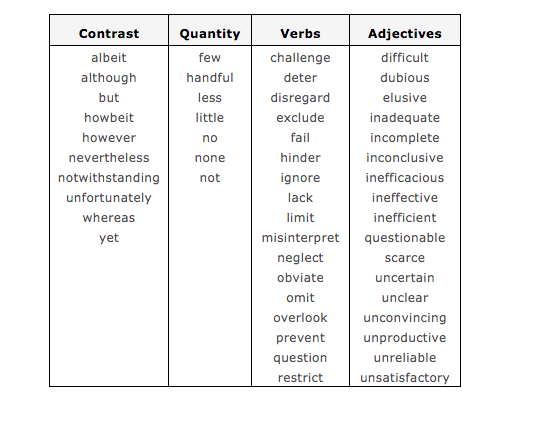 Contrast Quantity Verbs Adjectives
albeit few challenge difficult
although handful deter dubious
but less disregard elusive
howbeit little exclude inadequate
however no fail incomplete
nevertheless none hinder inconclusive
notwithstanding not ignore inefficacious
unfortunately lack ineffective
whereas limit inefficient
yet misinterpret questionable
neglect scarce
obviate uncertain
omit unclear
overlook unconvincing
prevent unproductive
question unreliable
restrict unsatisfactory